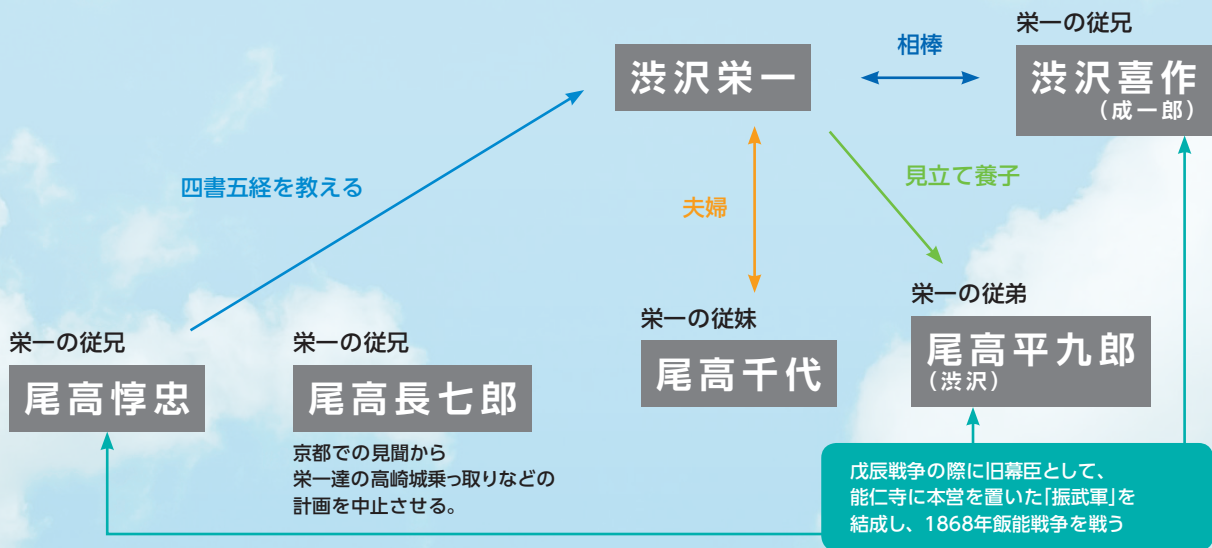 栄一の従兄
渋沢栄一
相棒
渋沢喜作
（成一郎）
四書五経を教える
夫婦
見立て養子
栄一の従兄
尾高惇忠
栄一の従兄
尾高長七郎
京都での見聞から
栄一達の高崎城乗っ取りなどの
計画を中止させる。
栄一の従妹
尾高千代
栄一の従弟
尾高平九郎
（渋沢）
戊辰戦争の際に旧幕臣として、
能仁寺に本営を置いた「振武軍」を
結成し、1868年飯能戦争を戦う